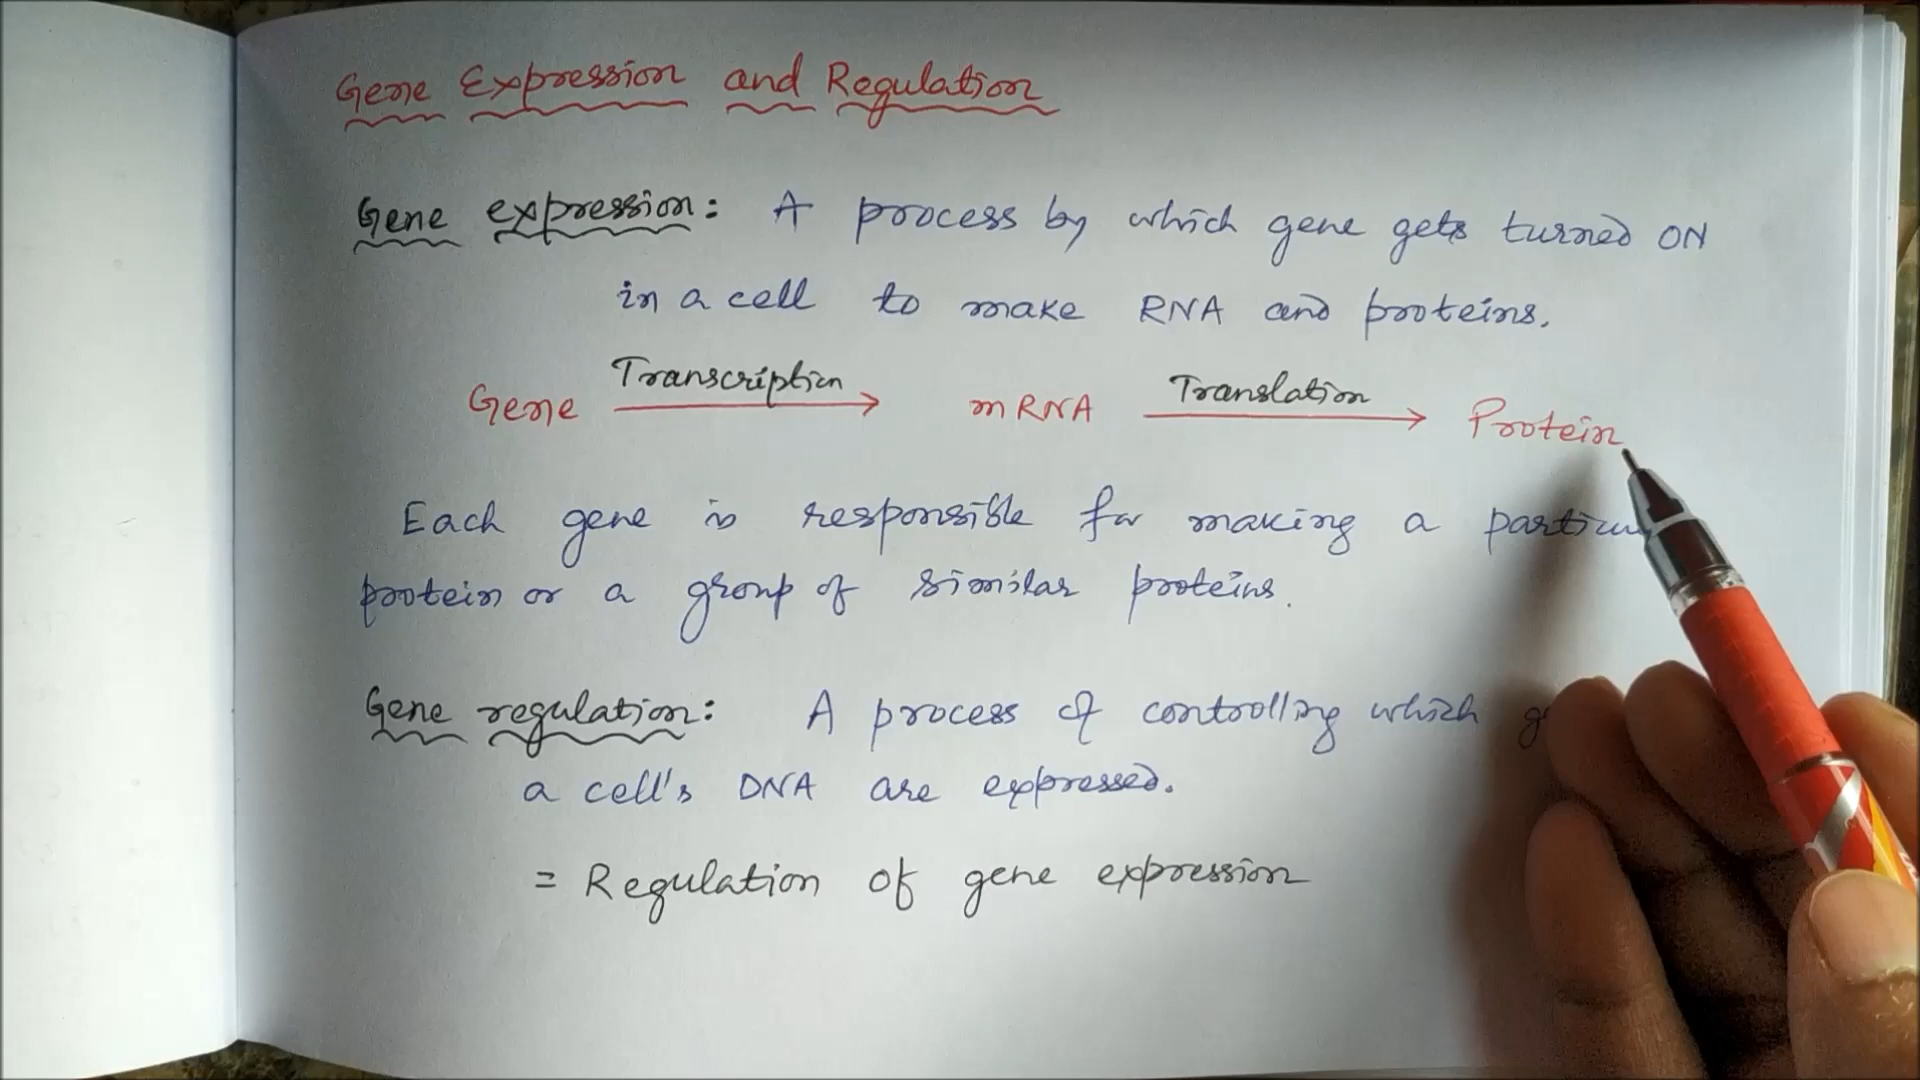 Gene Expression and Regulation
Gene expression: A process by which gene gets turned ON
in a cell to make RNA and proteins.
Gene Transcription mRNA Translation Protein
Each gene is responsible for making a
protein or a group of similar proteins.
Gene regulation: A process of controlling which
a cell's DNA are expressed.
= Regulation of gene expression